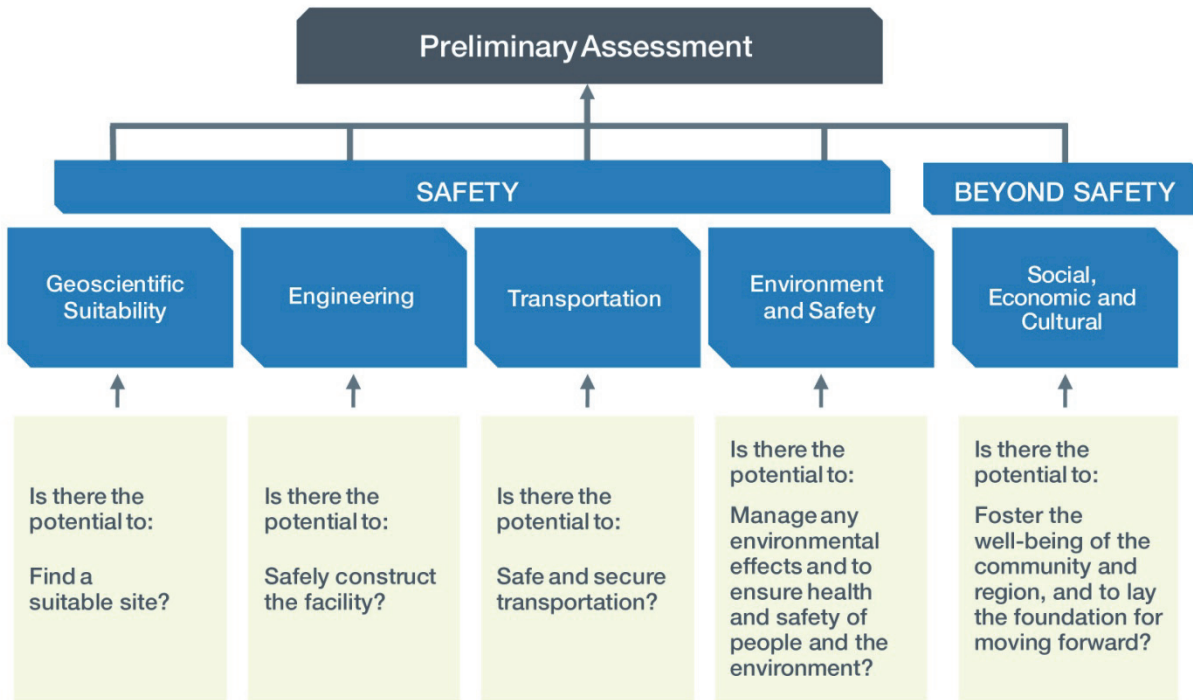 Preliminary Assessment
SAFETY
BEYOND SAFETY
Geoscientific
Suitability
Engineering
Transportation
Environment
and Safety
Social,
Economic and
Cultural
Is there the
potential to:
Find a
suitable site?
Is there the
potential to:
Safely construct
the facility?
Is there the
potential to:
Safe and secure
transportation?
Is there the
potential to:
Manage any
environmental
effects and to
ensure health
and safety of
people and the
environment?
Is there the
potential to:
Foster the
well-being of the
community and
region, and to lay
the foundation for
moving forward?